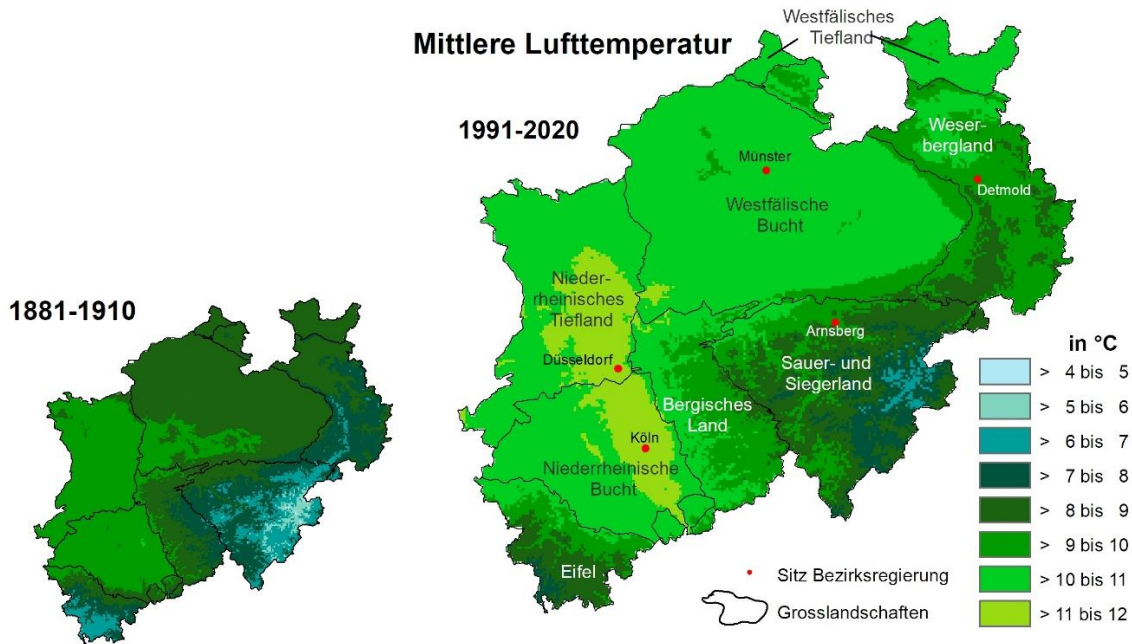 Mittlere Lufttemperatur
Westfälisches
Tiefland
1991-2020
Weser-
bergland
Münster
Detmold
Westfälische
Bucht
1881-1910
Nieder-
rheinisches
Tiefland
Arnsberg
Düsseldorf
Sauer- und
Siegerland
Bergisches
Land
Köln
Niederrheinische
Bucht
Eifel
in °C
> 4 bis 5
> 5 bis 6
> 6 bis 7
> 7 bis 8
> 8 bis 9
> 9 bis 10
> 10 bis 11
> 11 bis 12
Sitz Bezirksregierung
Grosslandschaften